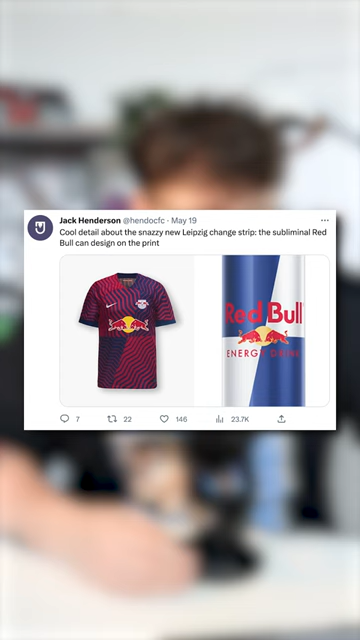 Jack Henderson @hendocfc · May 19
Cool detail about the snazzy new Leipzig change strip: the subliminal Red
Bull can design on the print
Red Bull
ENERGY DRINK
7 22 146 23.7K